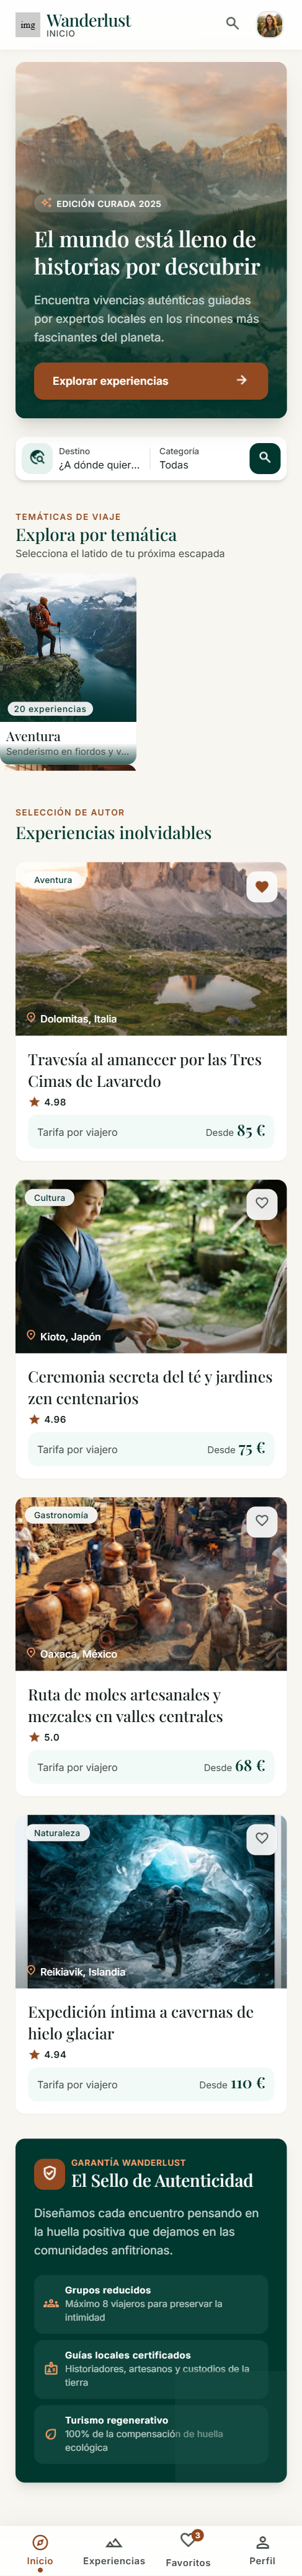 img
Wanderlust
INICIO
EDICIÓN CURADA 2025
El mundo está lleno de
historias por descubrir
Encuentra vivencias auténticas guiadas
por expertos locales en los rincones más
fascinantes del planeta.
Explorar experiencias
Destino
¿A dónde quier...
Categoría
Todas
TEMÁTICAS DE VIAJE
Explora por temática
Selecciona el latido de tu próxima escapada
20 experiencias
Aventura
Senderismo en fiordos y v...
SELECCIÓN DE AUTOR
Experiencias inolvidables
Aventura
Dolomitas, Italia
Travesía al amanecer por las Tres
Cimas de Lavaredo
4.98
Tarifa por viajero
Desde 85 €
Cultura
Kioto, Japón
Ceremonia secreta del té y jardines
zen centenarios
4.96
Tarifa por viajero
Desde 75 €
Gastronomía
Oaxaca, México
Ruta de moles artesanales y
mezcales en valles centrales
5.0
Tarifa por viajero
Desde 68 €
Naturaleza
Reikiavik, Islandia
Expedición íntima a cavernas de
hielo glaciar
4.94
Tarifa por viajero
Desde 110 €
GARANTÍA WANDERLUST
El Sello de Autenticidad
Diseñamos cada encuentro pensando en
la huella positiva que dejamos en las
comunidades anfitrionas.
Grupos reducidos
Máximo 8 viajeros para preservar la
intimidad
Guías locales certificados
Historiadores, artesanos y custodios de la
tierra
Turismo regenerativo
100% de la compensación de huella
ecológica
Inicio
Experiencias
3
Favoritos
Perfil